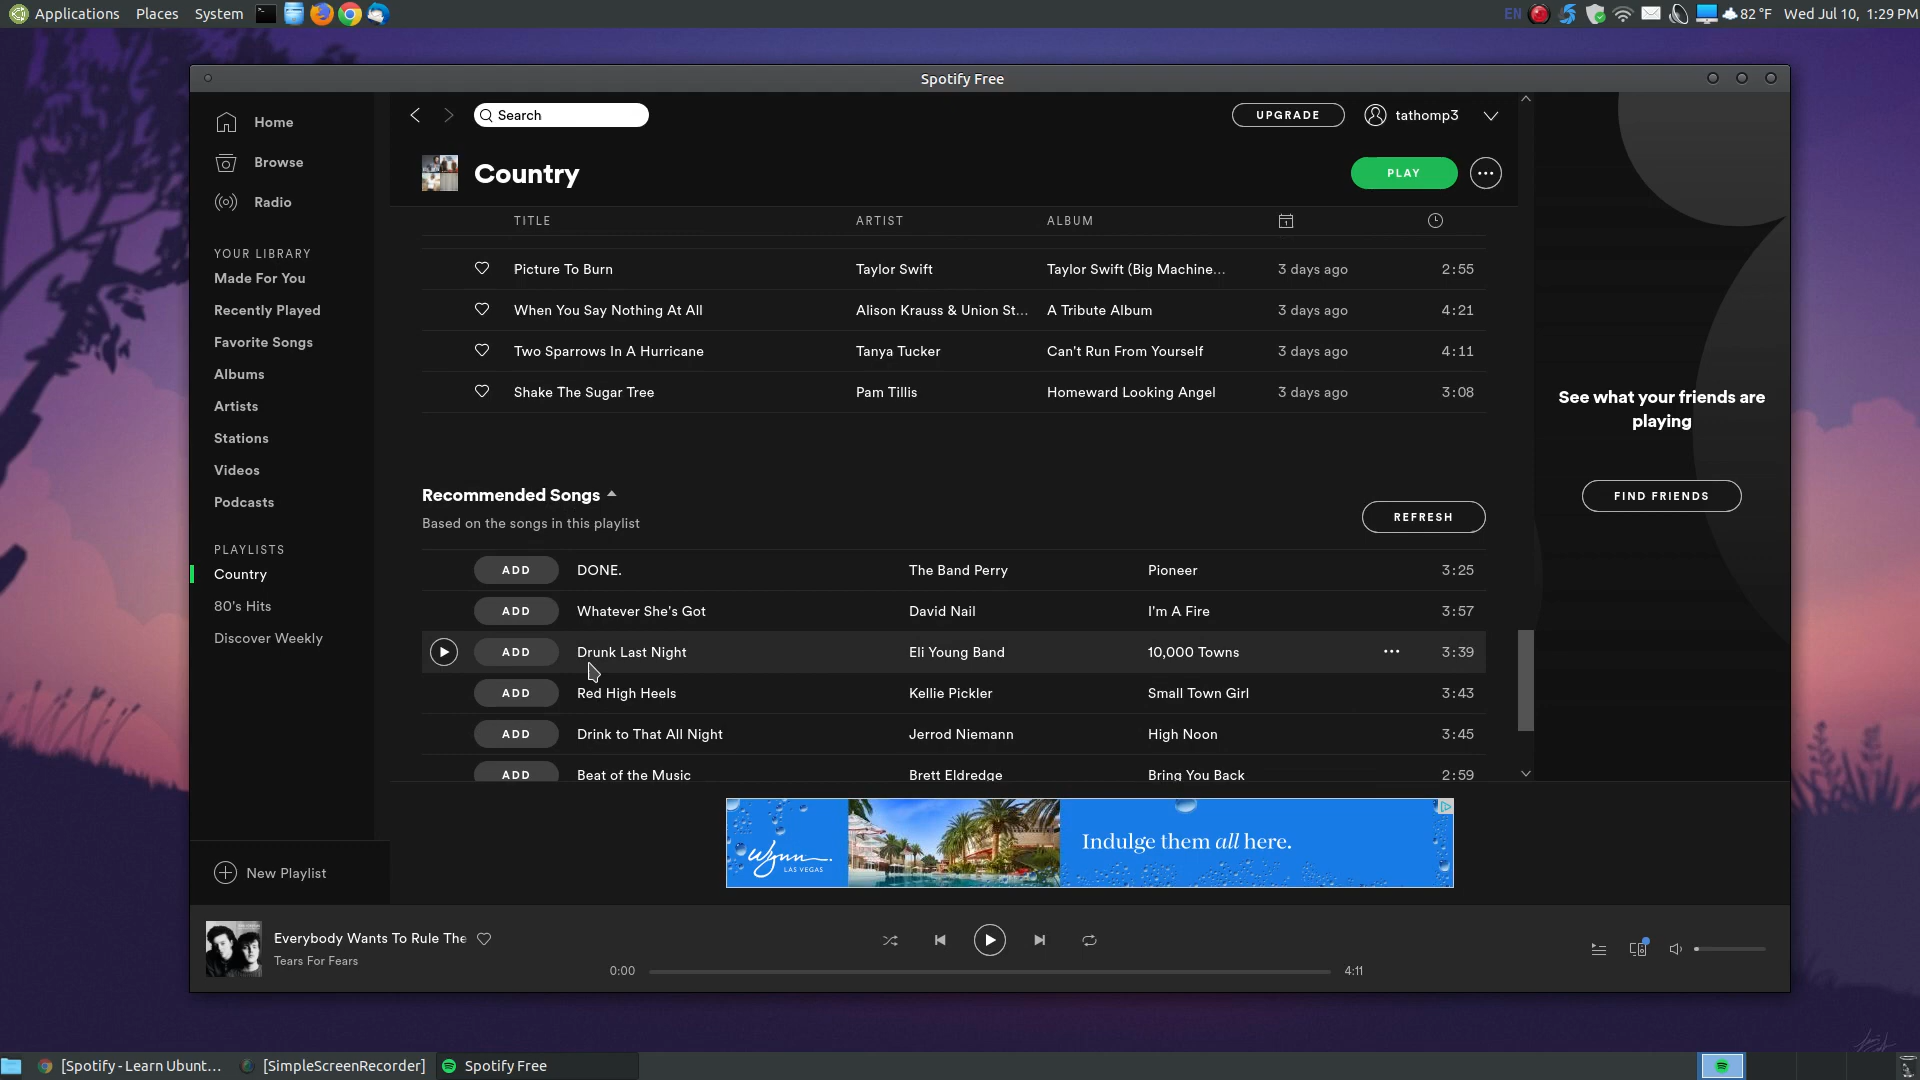 Applications Places System
EN 82 °F Wed Jul 10, 1:29 PM
Spotify Free
Home
Browse
Radio
YOUR LIBRARY
Made For You
Recently Played
Favorite Songs
Albums
Artists
Stations
Videos
Podcasts
PLAYLISTS
Country
80's Hits
Discover Weekly
New Playlist
Search
UPGRADE
tathomp3
Country
PLAY
TITLE ARTIST ALBUM
Picture To Burn Taylor Swift Taylor Swift (Big Machine... 3 days ago 2:55
When You Say Nothing At All Alison Krauss & Union St... A Tribute Album 3 days ago 4:21
Two Sparrows In A Hurricane Tanya Tucker Can't Run From Yourself 3 days ago 4:11
Shake The Sugar Tree Pam Tillis Homeward Looking Angel 3 days ago 3:08
Recommended Songs
Based on the songs in this playlist
REFRESH
ADD DONE. The Band Perry Pioneer 3:25
ADD Whatever She's Got David Nail I'm A Fire 3:57
ADD Drunk Last Night Eli Young Band 10,000 Towns 3:39
ADD Red High Heels Kellie Pickler Small Town Girl 3:43
ADD Drink to That All Night Jerrod Niemann High Noon 3:45
ADD Beat of the Music Brett Eldredge Bring You Back 2:59
See what your friends are
playing
FIND FRIENDS
Wynn
LAS VEGAS
Indulge them all here.
Everybody Wants To Rule The
Tears For Fears
0:00 4:11
[Spotify - Learn Ubunt... [SimpleScreenRecorder] Spotify Free